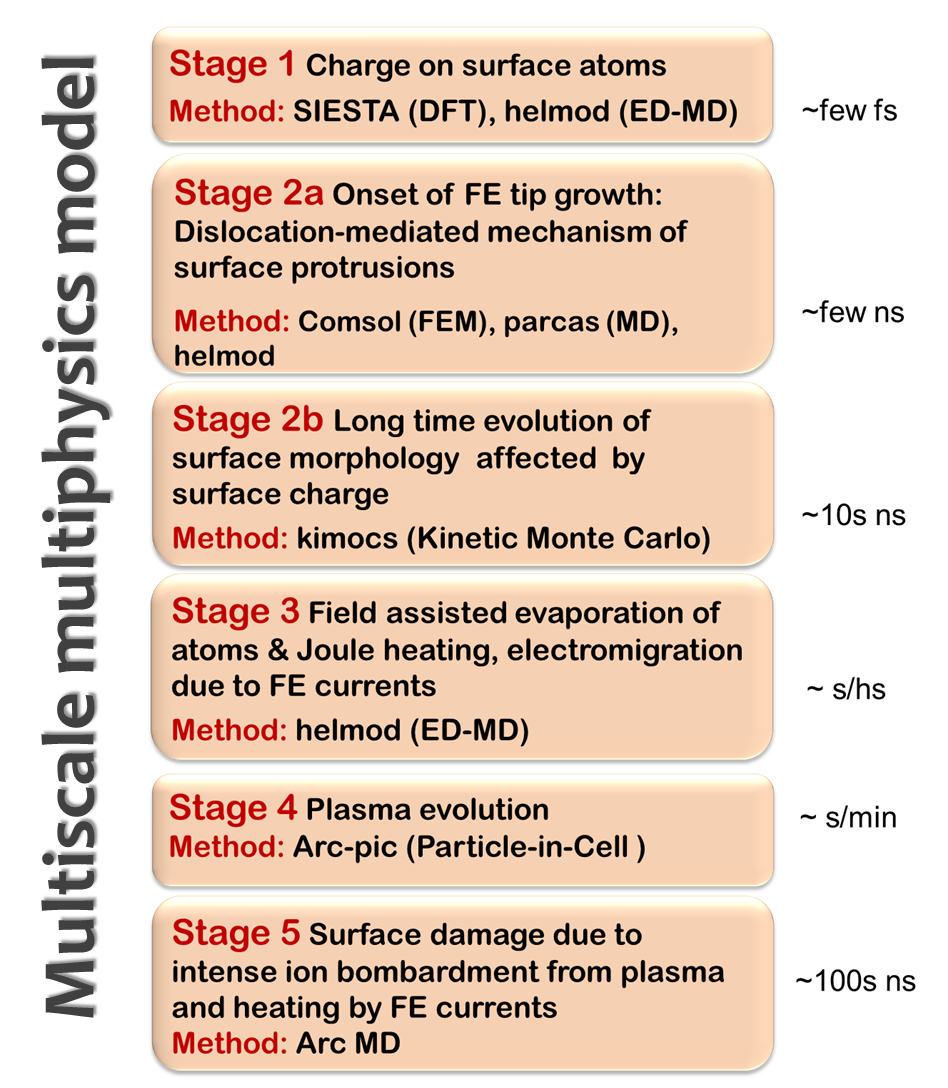 Multiscale multiphysics model
Stage 1 Charge on surface atoms
Method: SIESTA (DFT), helmod (ED-MD)
~few fs
Stage 2a Onset of FE tip growth:
Dislocation-mediated mechanism of
surface protrusions
Method: Comsol (FEM), parcas (MD),
helmod
~few ns
Stage 2b Long time evolution of
surface morphology affected by
surface charge
Method: kimocs (Kinetic Monte Carlo)
~10s ns
Stage 3 Field assisted evaporation of
atoms & Joule heating, electromigration
due to FE currents
Method: helmod (ED-MD)
~ s/hs
Stage 4 Plasma evolution
Method: Arc-pic (Particle-in-Cell )
~ s/min
Stage 5 Surface damage due to
intense ion bombardment from plasma
and heating by FE currents
Method: Arc MD
~100s ns